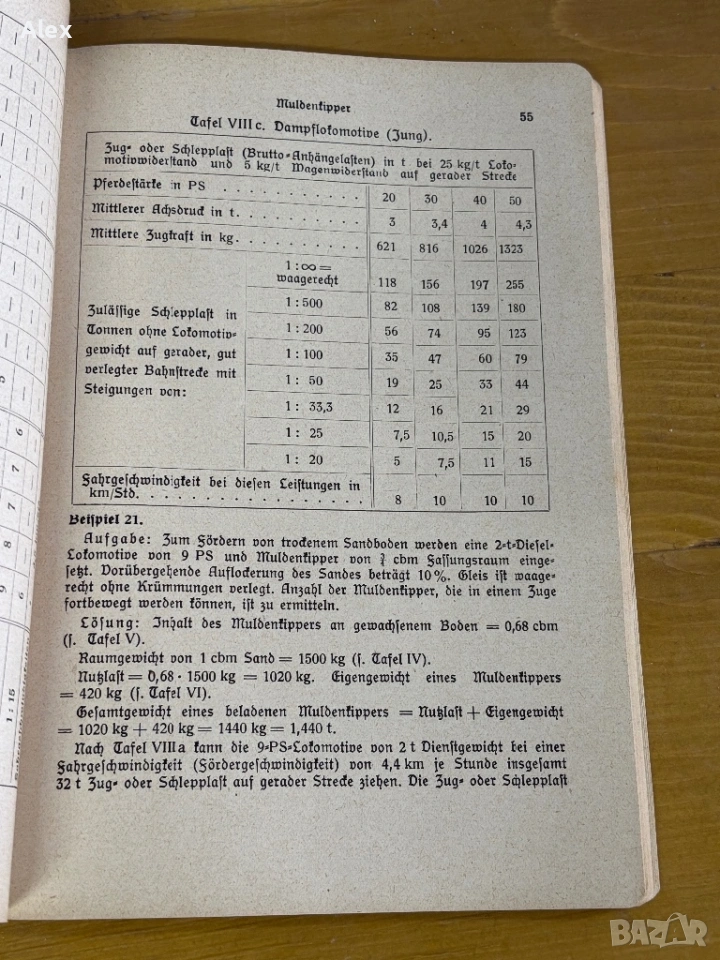 Alex
Muldenkipper
55
Tafel VIII c. Dampflokomotive (Jung).
Zug- oder Schlepplast (Brutto-Anhängelasten) in t bei 25 kg/t Loko-
motivwiderstand und 5 kg/t Wagenwiderstand auf gerader Strecke
Pferdestärke in PS . . . . . . . . . . 20 30 40 50
Mittlerer Achsdruck in t . . . . . . . . . 3 3,4 4 4,3
Mittlere Zugkraft in kg . . . . . . . . . . 621 816 1026 1323
Zulässige Schlepplast in
Tonnen ohne Lokomotiv-
gewicht auf gerader, gut
verlegter Bahnstrecke mit
Steigungen von:
1 : ∞ =
waagerecht 118 156 197 255
1 : 500 82 108 139 180
1 : 200 56 74 95 123
1 : 100 35 47 60 79
1 : 50 19 25 33 44
1 : 33,3 12 16 21 29
1 : 25 7,5 10,5 15 20
1 : 20 5 7,5 11 15
Fahrgeschwindigkeit bei diesen Leistungen in
km/Std. . . . . . . . . . . . . . . 8 10 10 10
Beispiel 21.
Aufgabe: Zum Fördern von trockenem Sandboden werden eine 2-t-Diesel-
Lokomotive von 9 PS und Muldenkipper von ¾ cbm Fassungsraum einge-
setzt. Vorübergehende Auflockerung des Sandes beträgt 10%. Gleis ist waage-
recht ohne Krümmungen verlegt. Anzahl der Muldenkipper, die in einem Zuge
fortbewegt werden können, ist zu ermitteln.
Lösung: Inhalt des Muldenkippers an gewachsenem Boden = 0,68 cbm
(s. Tafel V).
Raumgewicht von 1 cbm Sand = 1500 kg (s. Tafel IV).
Nutzlast = 0,68 · 1500 kg = 1020 kg. Eigengewicht eines Muldenkippers
= 420 kg (s. Tafel VI).
Gesamtgewicht eines beladenen Muldenkippers = Nutzlast + Eigengewicht
= 1020 kg + 420 kg = 1440 kg = 1,440 t.
Nach Tafel VIII a kann die 9-PS-Lokomotive von 2 t Dienstgewicht bei einer
Fahrgeschwindigkeit (Fördergeschwindigkeit) von 4,4 km je Stunde insgesamt
32 t Zug- oder Schlepplast auf gerader Strecke ziehen. Die Zug- oder Schlepplast
5
6
7
7
8
9
1 : 15
BAZAR